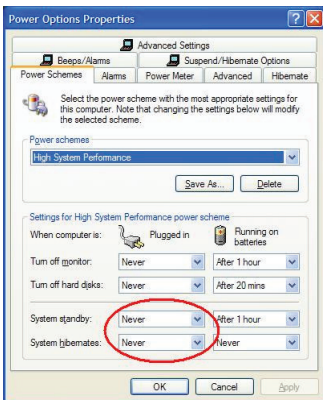 Power Options Properties
Advanced Settings
Beeps/Alarms
Suspend/Hibernate Options
Power Schemes
Alarms
Power Meter
Advanced
Hibernate
Select the power scheme with the most appropriate settings for
this computer. Note that changing the settings below will modify
the selected scheme.
Power schemes
High System Performance
Save As...
Delete
Settings for High System Performance power scheme
When computer is:
Plugged in
Running on
batteries
Turn off monitor:
Never
After 1 hour
Turn off hard disks:
Never
After 20 mins
System standby:
Never
After 1 hour
System hibernates:
Never
Never
OK
Cancel
Apply